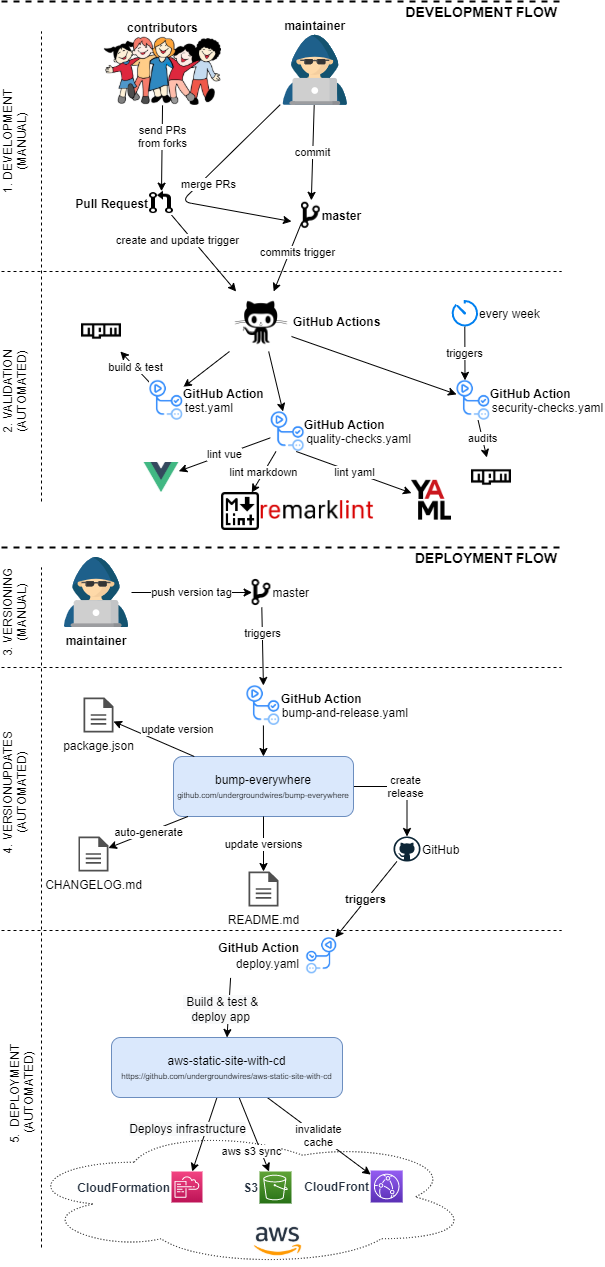 DEVELOPMENT FLOW
contributors
maintainer
1. DEVELOPMENT
(MANUAL)
send PRs
from forks
commit
merge PRs
Pull Request
master
create and update trigger
commits trigger
2. VALIDATION
(AUTOMATED)
GitHub Actions
every week
npm
triggers
build & test
GitHub Action
test.yaml
GitHub Action
security-checks.yaml
GitHub Action
quality-checks.yaml
audits
npm
lint vue
lint markdown
lint yaml
M
Lint
remarklint
YA
ML
DEPLOYMENT FLOW
3. VERSIONING
(MANUAL)
push version tag
master
maintainer
triggers
4. VERSIONUPDATES
(AUTOMATED)
GitHub Action
bump-and-release.yaml
update version
package.json
bump-everywhere
github.com/undergroundwires/bump-everywhere
create
release
auto-generate
update versions
GitHub
CHANGELOG.md
README.md
triggers
5. DEPLOYMENT
(AUTOMATED)
GitHub Action
deploy.yaml
Build & test &
deploy app
aws-static-site-with-cd
https://github.com/undergroundwires/aws-static-site-with-cd
Deploys infrastructure
aws s3 sync
invalidate
cache
CloudFormation
S3
CloudFront
aws